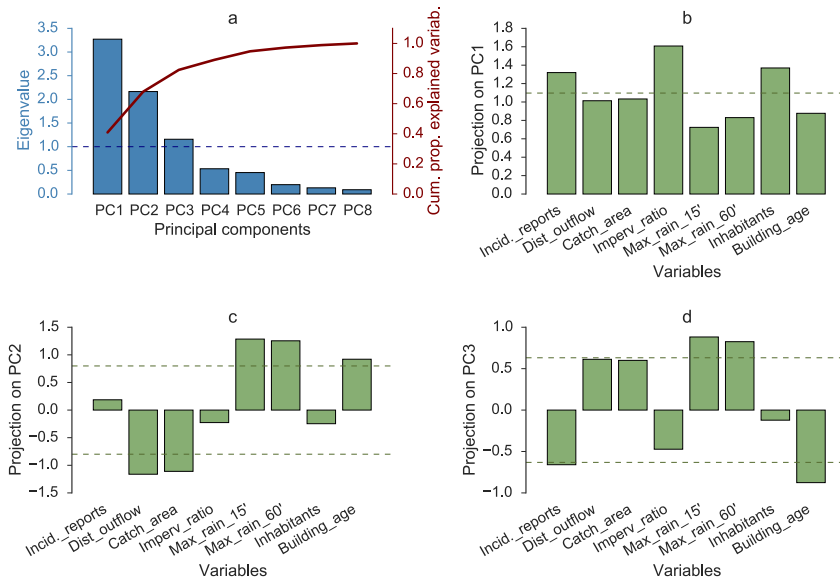 a
3.5
3.0
2.5
2.0
1.5
1.0
0.5
0.0
Eigenvalue
1.0
0.8
0.6
0.4
0.2
0.0
Cum. prop. explained variab.
PC1 PC2 PC3 PC4 PC5 PC6 PC7 PC8
Principal components
b
1.8
1.6
1.4
1.2
1.0
0.8
0.6
0.4
0.2
0.0
Projection on PC1
Incid._reports
Dist_outflow
Catch_area
Imperv_ratio
Max_rain_15'
Max_rain_60'
Inhabitants
Building_age
Variables
c
1.5
1.0
0.5
0.0
−0.5
−1.0
−1.5
Projection on PC2
Incid._reports
Dist_outflow
Catch_area
Imperv_ratio
Max_rain_15'
Max_rain_60'
Inhabitants
Building_age
Variables
d
1.0
0.5
0.0
−0.5
−1.0
Projection on PC3
Incid._reports
Dist_outflow
Catch_area
Imperv_ratio
Max_rain_15'
Max_rain_60'
Inhabitants
Building_age
Variables